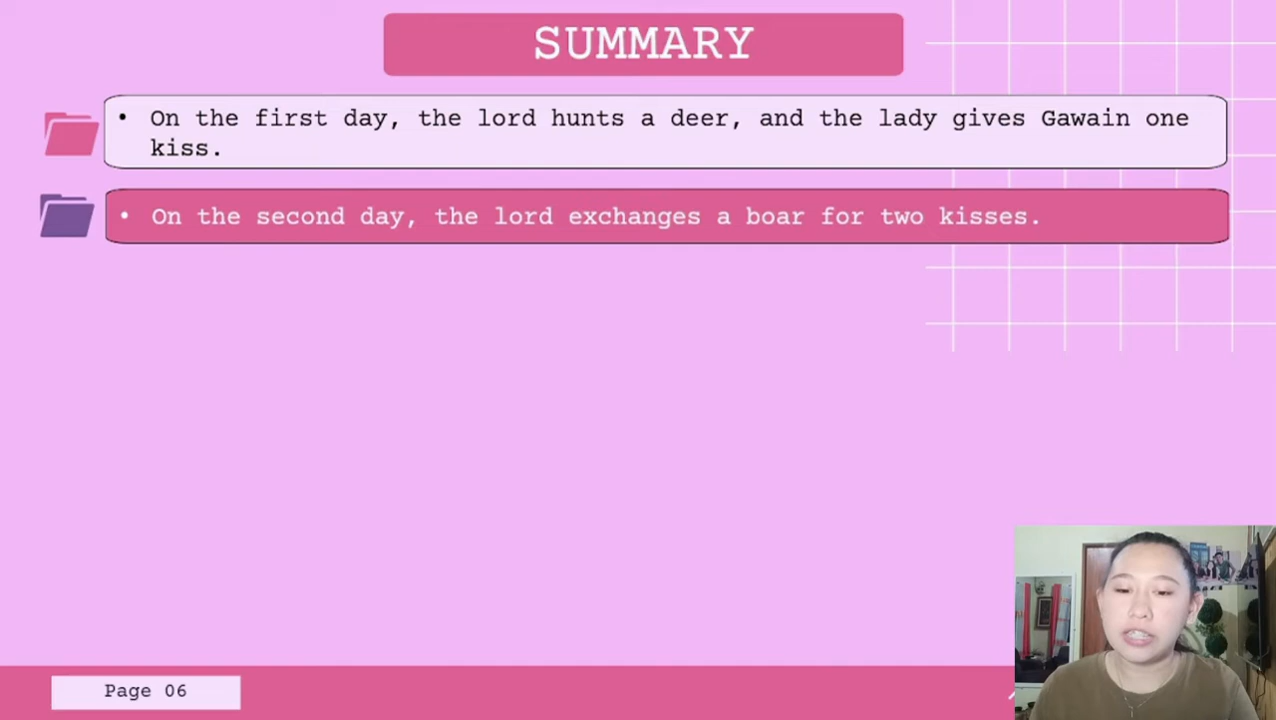 SUMMARY
• On the first day, the lord hunts a deer, and the lady gives Gawain one
kiss.
• On the second day, the lord exchanges a boar for two kisses.
Page 06